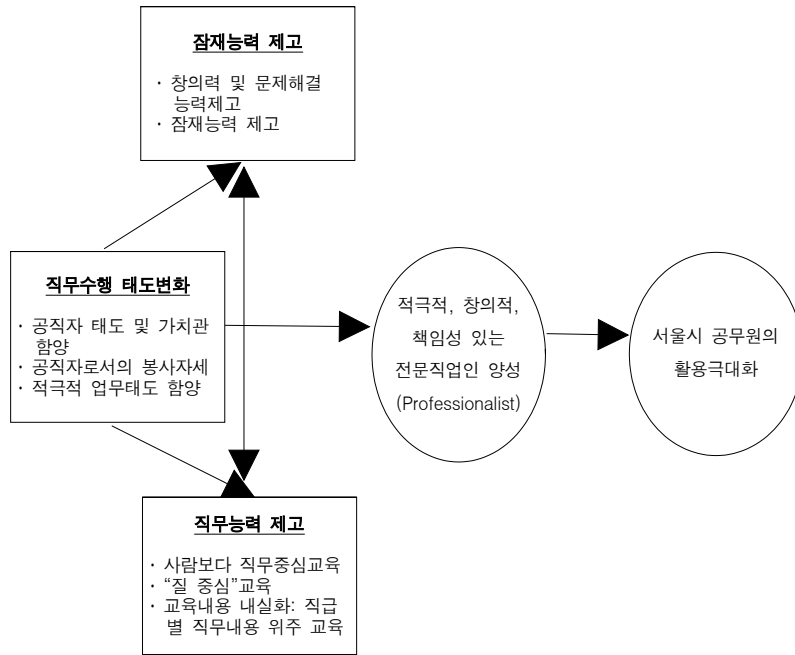 잠재능력 제고
· 창의력 및 문제해결
능력제고
· 잠재능력 제고
직무수행 태도변화
· 공직자 태도 및 가치관
함양
· 공직자로서의 봉사자세
· 적극적 업무태도 함양
적극적, 창의적,
책임성 있는
전문직업인 양성
(Professionalist)
서울시 공무원의
활용극대화
직무능력 제고
· 사람보다 직무중심교육
· “질 중심”교육
· 교육내용 내실화: 직급
별 직무내용 위주 교육